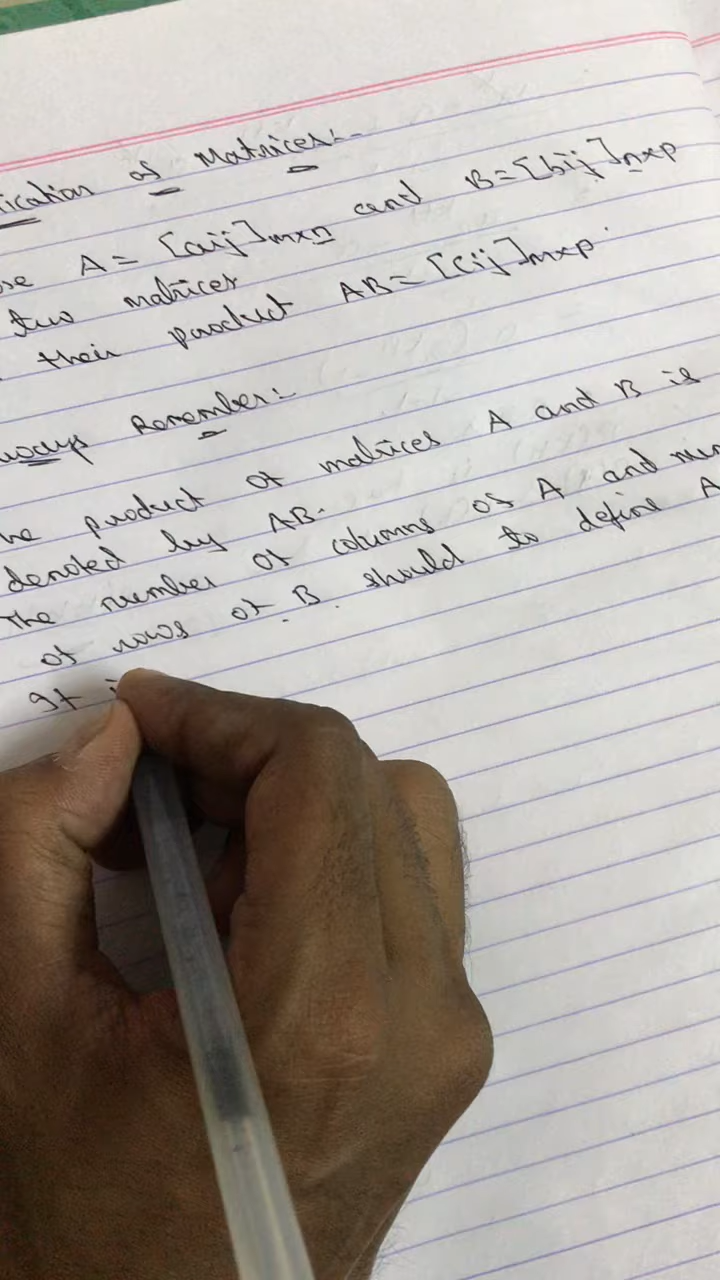 ication of Matrices:-
se A = [aij]mxn and B=[bij]nxp
two matrices
their product AB=[cij]mxp.
ways Remember:-
he product of matrices A and B is
denoted by AB.
The number of columns of A and num
of rows of B should to define A
It i